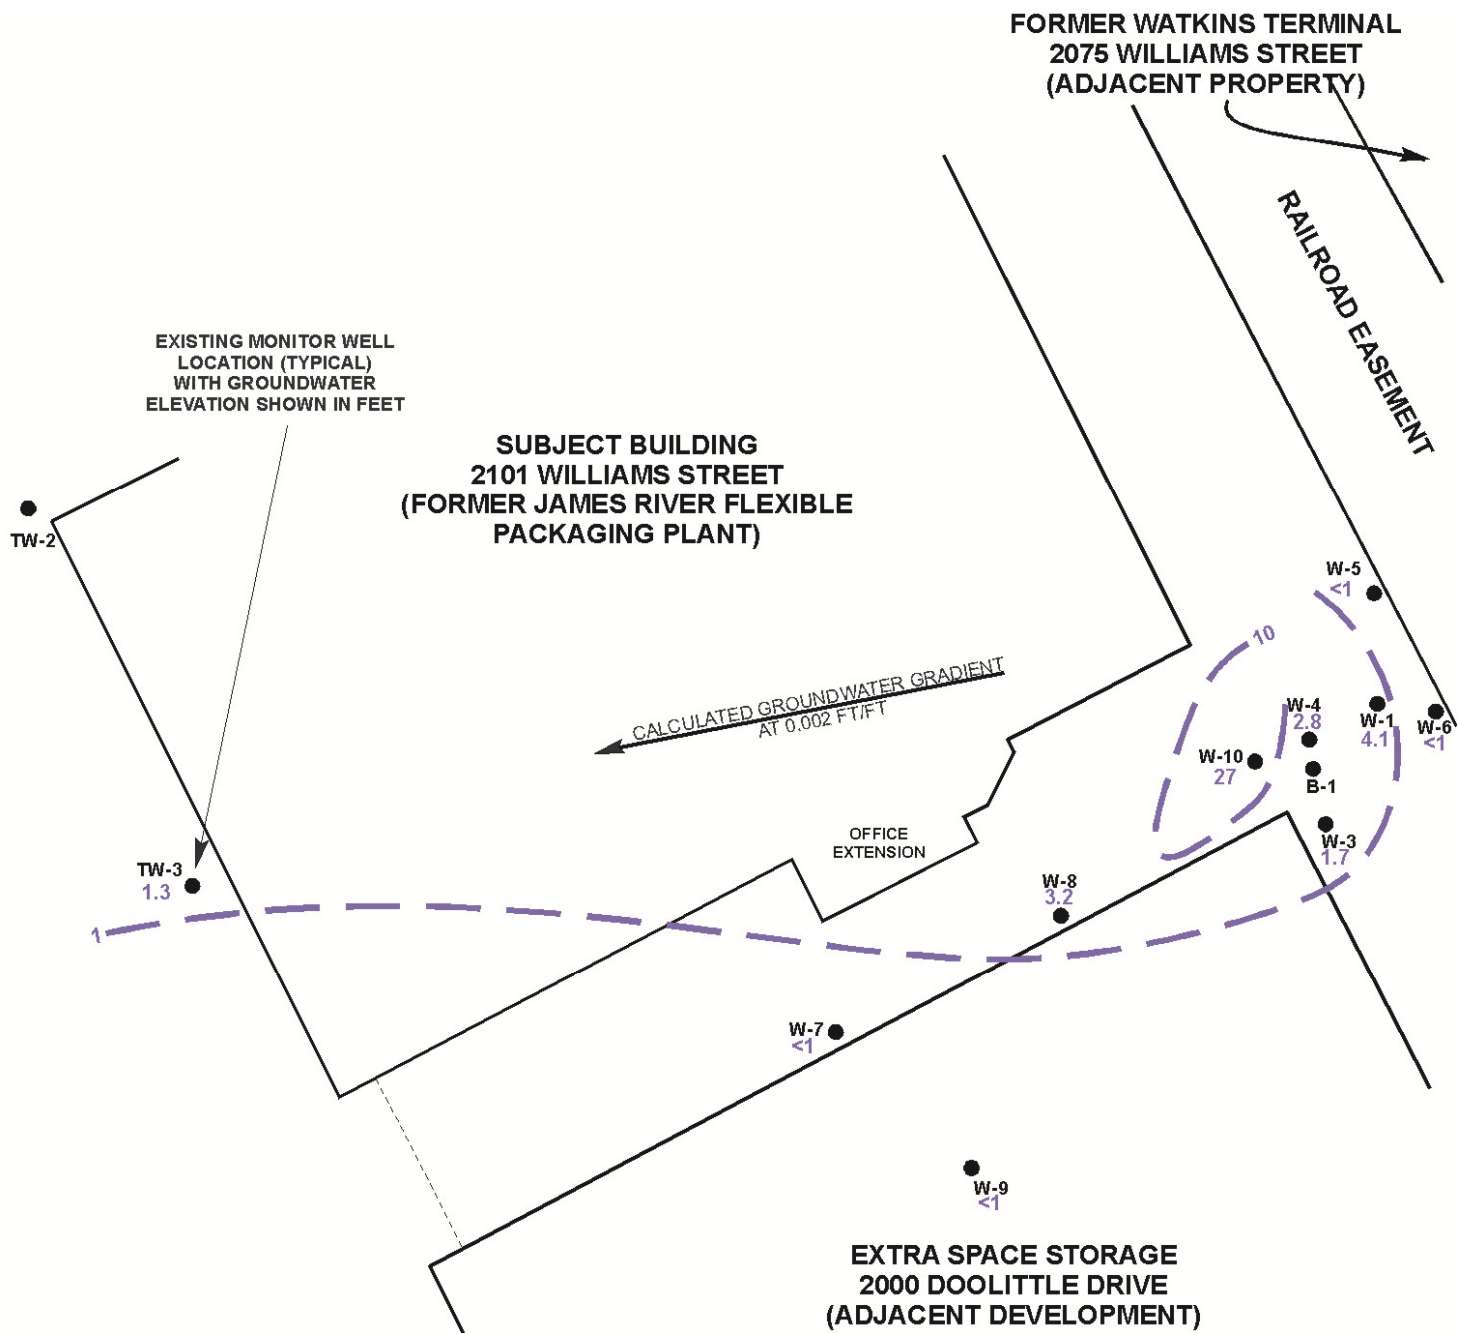 FORMER WATKINS TERMINAL
2075 WILLIAMS STREET
(ADJACENT PROPERTY)
RAILROAD EASEMENT
EXISTING MONITOR WELL
LOCATION (TYPICAL)
WITH GROUNDWATER
ELEVATION SHOWN IN FEET
SUBJECT BUILDING
2101 WILLIAMS STREET
(FORMER JAMES RIVER FLEXIBLE
PACKAGING PLANT)
TW-2
W-5
<1
10
CALCULATED GROUNDWATER GRADIENT
AT 0.002 FT/FT
W-4
2.8
W-1
4.1
W-6
<1
W-10
27
B-1
OFFICE
EXTENSION
W-3
1.7
TW-3
1.3
W-8
3.2
1
W-7
<1
W-9
<1
EXTRA SPACE STORAGE
2000 DOOLITTLE DRIVE
(ADJACENT DEVELOPMENT)